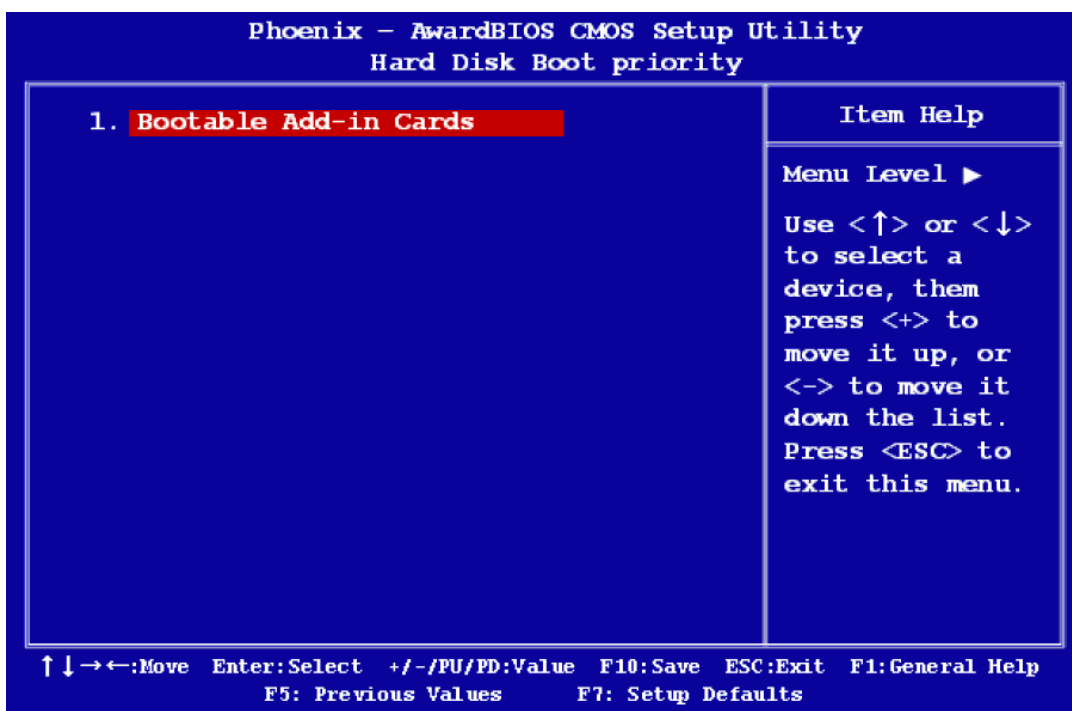 Phoenix – AwardBIOS CMOS Setup Utility
Hard Disk Boot priority
1. Bootable Add-in Cards
Item Help
Menu Level ▶
Use <↑> or <↓>
to select a
device, them
press <+> to
move it up, or
<-> to move it
down the list.
Press <ESC> to
exit this menu.
↑↓→←:Move Enter:Select +/-/PU/PD:Value F10:Save ESC:Exit F1:General Help
F5: Previous Values F7: Setup Defaults